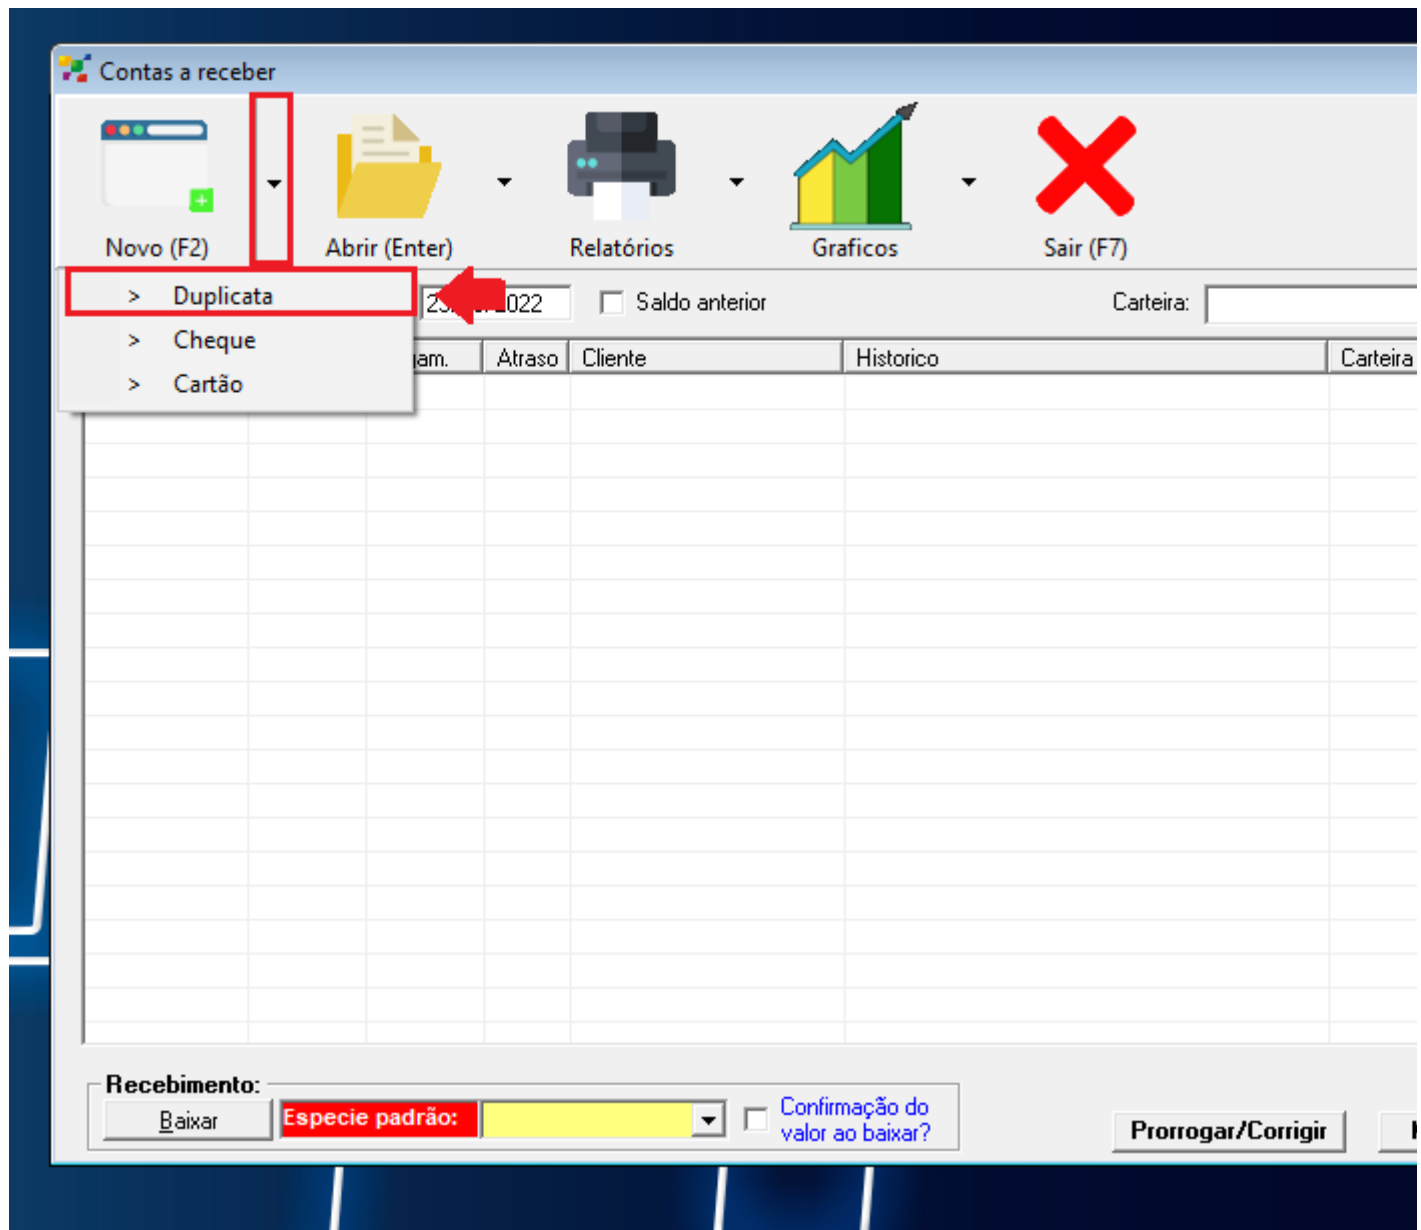 Contas a receber
Novo (F2)
Abrir (Enter)
Relatórios
Graficos
Sair (F7)
> Duplicata
2022
Saldo anterior
Carteira:
> Cheque
Atraso
Cliente
Historico
Carteira
> Cartão
Recebimento:
Baixar
Especie padrão:
Confirmação do
valor ao baixar?
Prorrogar/Corrigir